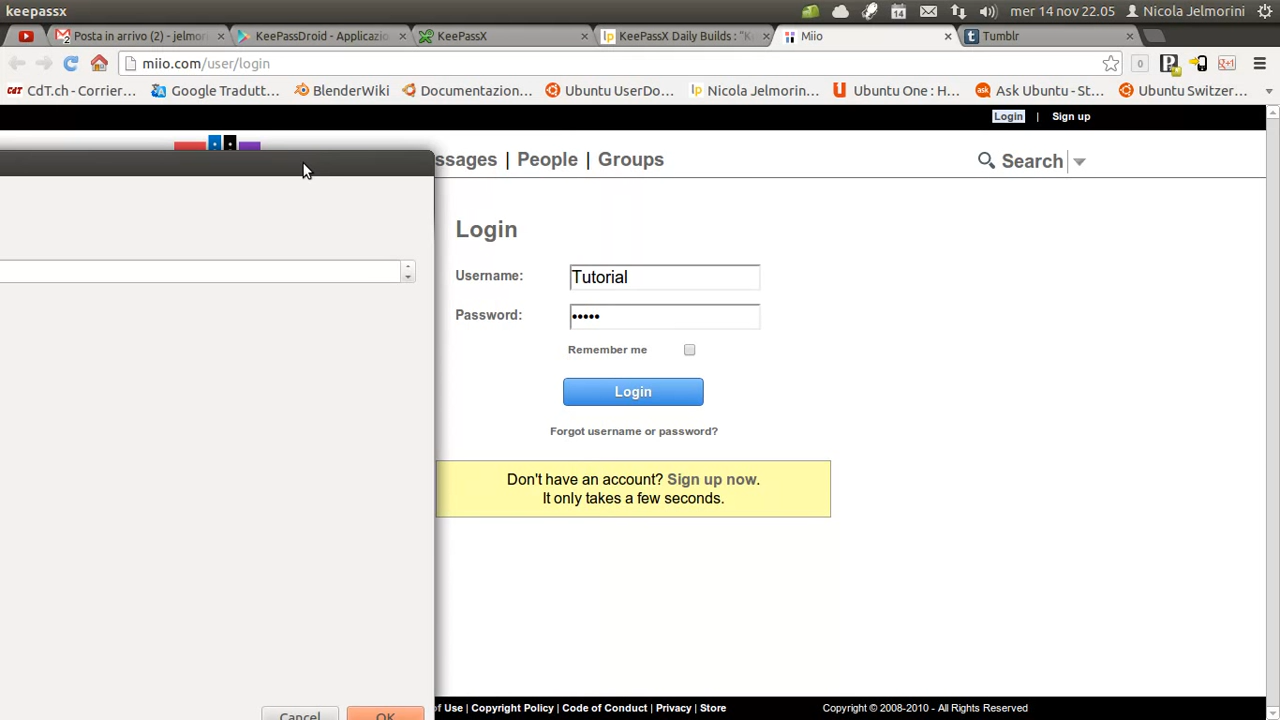 keepassx
mer 14 nov 22.05
Nicola Jelmorini
Posta in arrivo (2) - jelmori
KeePassDroid - Applicazio
KeePassX
KeePassX Daily Builds : "K
Miio
Tumblr
miio.com/user/login
0
CdT.ch - Corrier...
Google Tradutt...
BlenderWiki
Documentazion...
Ubuntu UserDo...
Nicola Jelmorin...
Ubuntu One : H...
Ask Ubuntu - St...
Ubuntu Switzer...
Login | Sign up
ssages | People | Groups
Search
Login
Username: Tutorial
Password: •••••
Remember me
Login
Forgot username or password?
Don't have an account? Sign up now.
It only takes a few seconds.
Cancel
OK
of Use | Copyright Policy | Code of Conduct | Privacy | Store
Copyright © 2008-2010 - All Rights Reserved